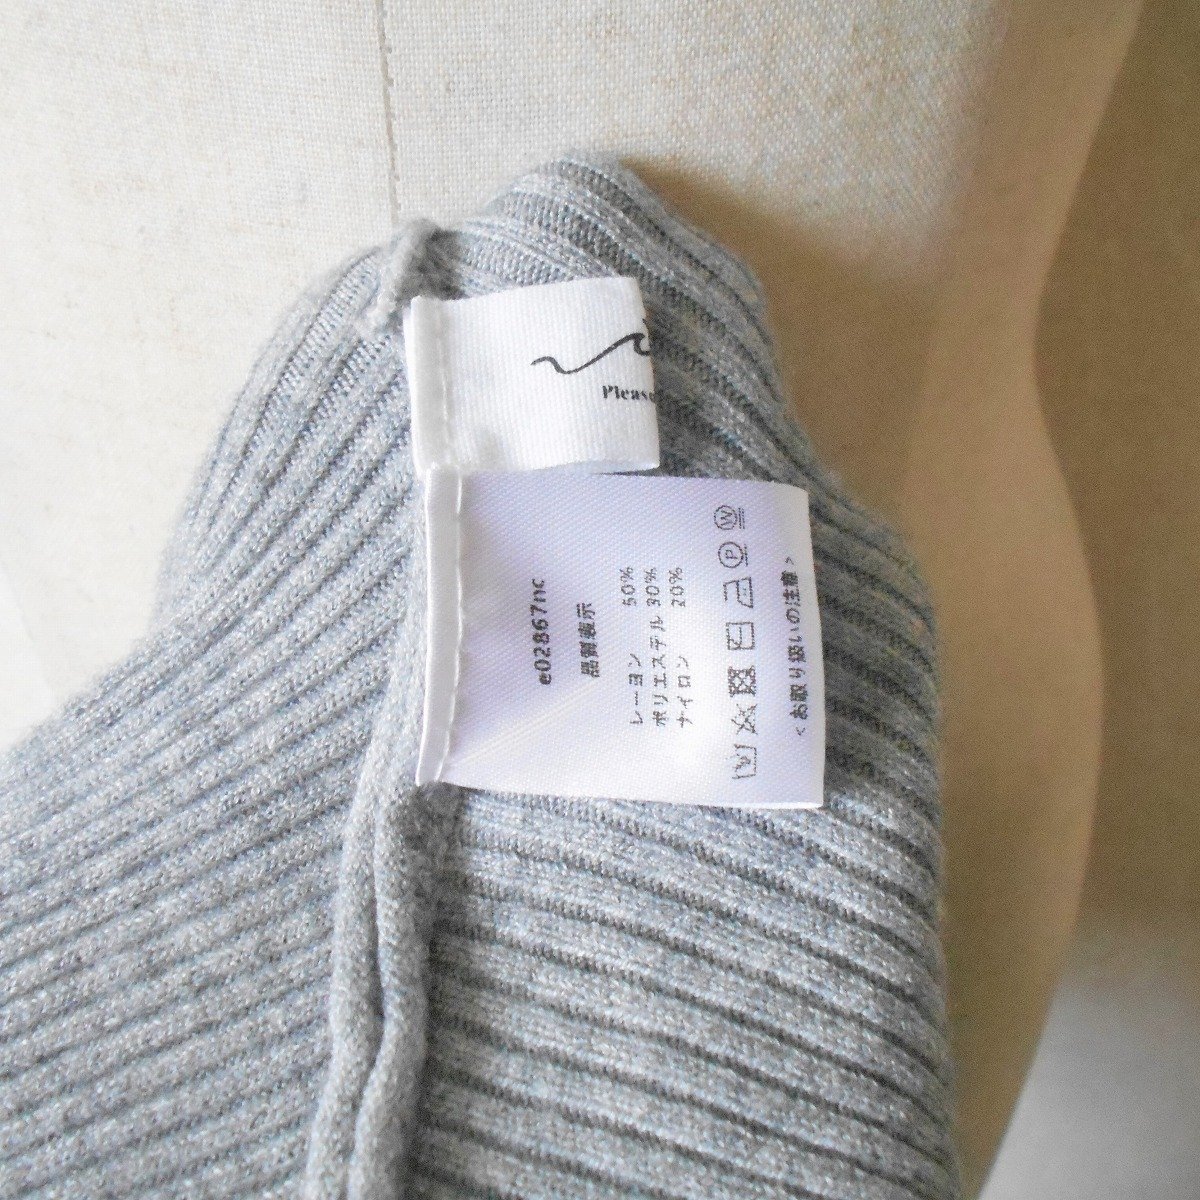 Please
e02867nc
品質表示
レーヨン 50%
ポリエステル 30%
ナイロン 20%
P W
<お取り扱いの注意>